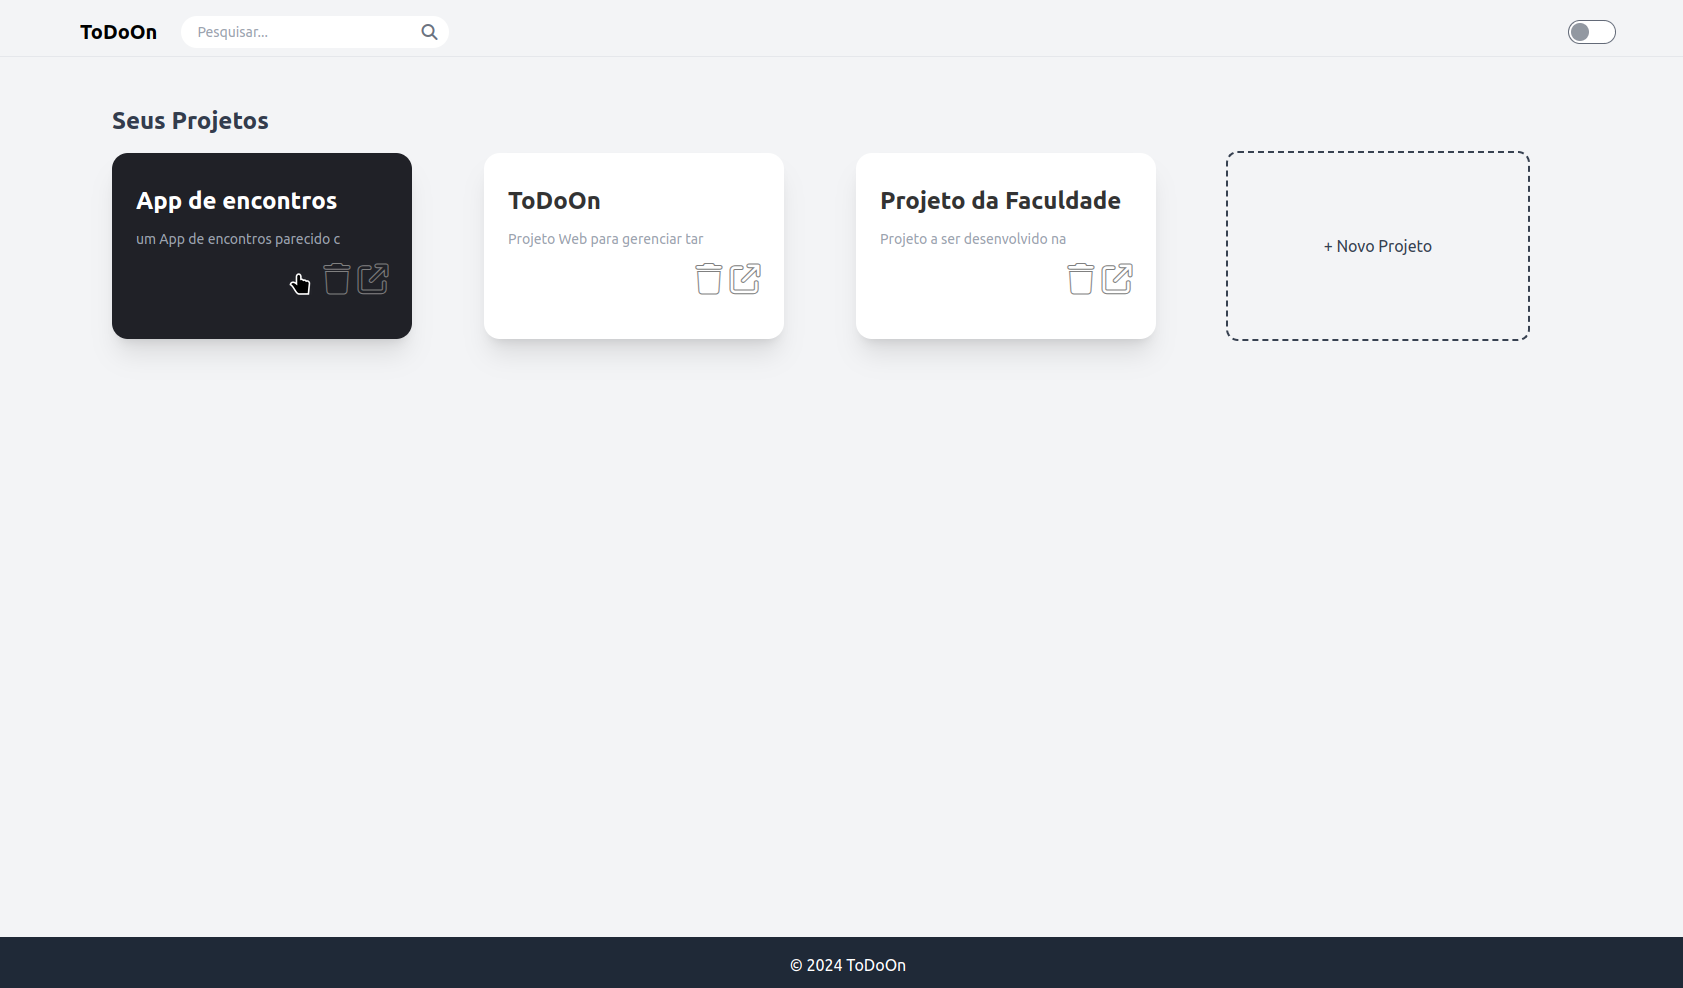 ToDoOn
Pesquisar...
Seus Projetos
App de encontros
um App de encontros parecido c
ToDoOn
Projeto Web para gerenciar tar
Projeto da Faculdade
Projeto a ser desenvolvido na
+ Novo Projeto
© 2024 ToDoOn